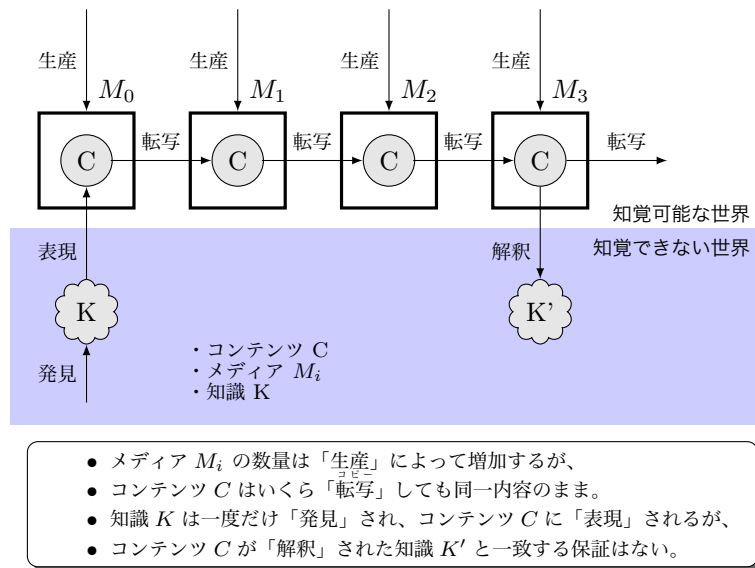 生産 生産 生産 生産
M₀ M₁ M₂ M₃
C 転写 C 転写 C 転写 C 転写
知覚可能な世界
表現 解釈 知覚できない世界
K K'
発見
・コンテンツ C
・メディア Mᵢ
・知識 K
● メディア Mᵢ の数量は「生産」によって増加するが、
コピー
● コンテンツ C はいくら「転写」しても同一内容のまま。
● 知識 K は一度だけ「発見」され、コンテンツ C に「表現」されるが、
● コンテンツ C が「解釈」された知識 K′ と一致する保証はない。